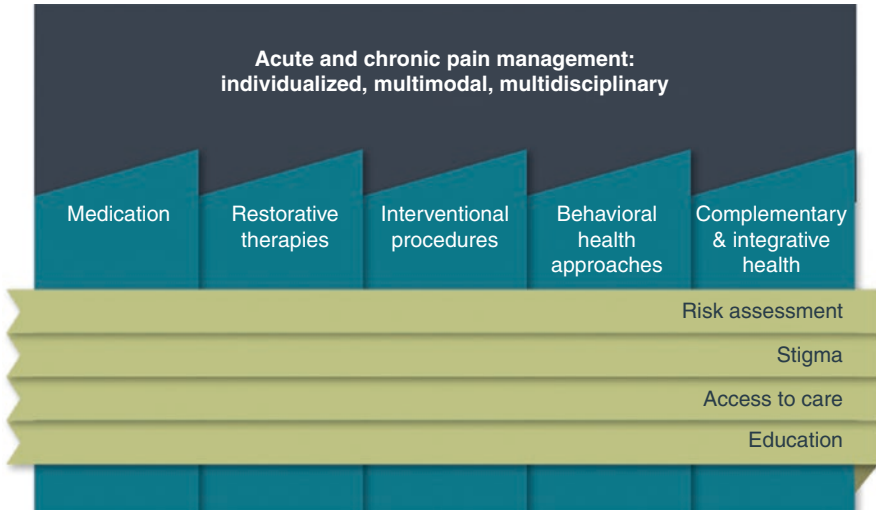 Acute and chronic pain management:
individualized, multimodal, multidisciplinary
Medication
Restorative
therapies
Interventional
procedures
Behavioral
health
approaches
Complementary
& integrative
health
Risk assessment
Stigma
Access to care
Education